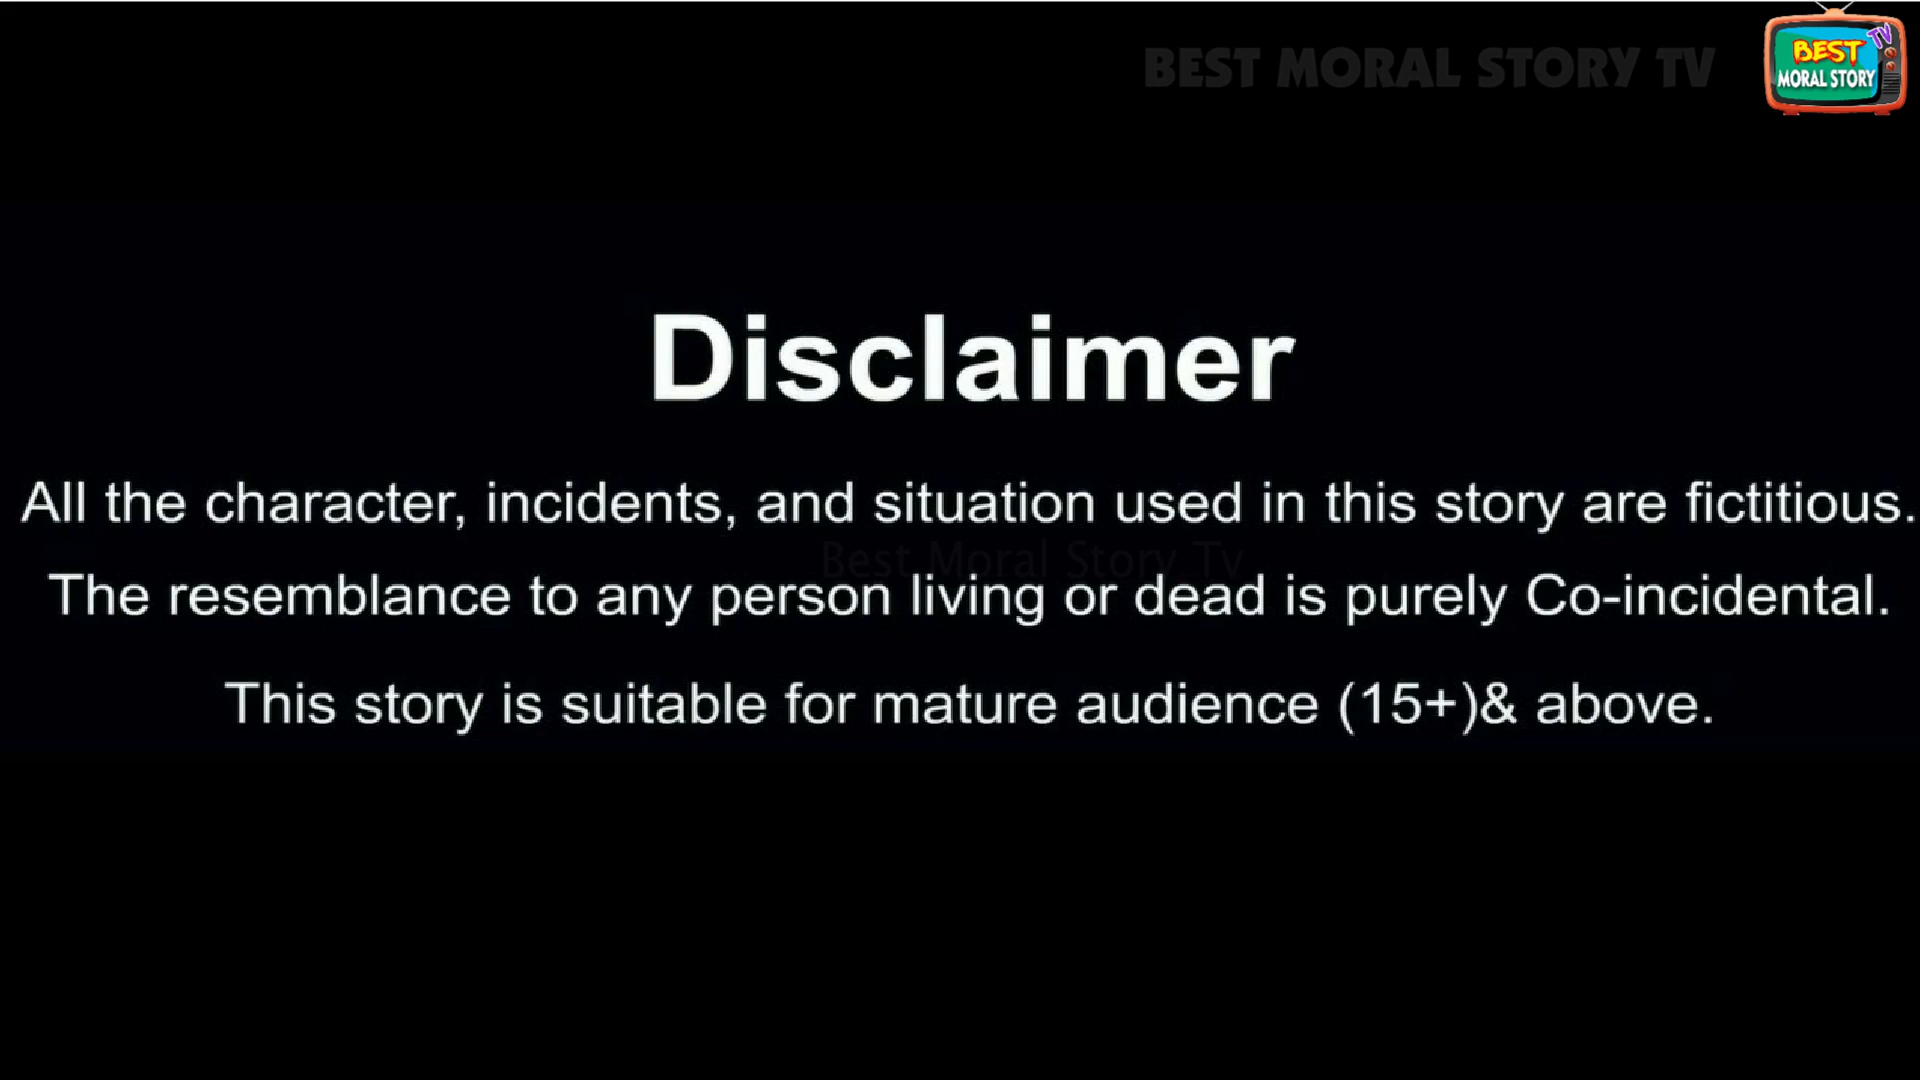 BEST MORAL STORY TV
BEST TV
MORAL STORY
Disclaimer
All the character, incidents, and situation used in this story are fictitious.
Best Moral Story Tv
The resemblance to any person living or dead is purely Co-incidental.
This story is suitable for mature audience (15+)& above.